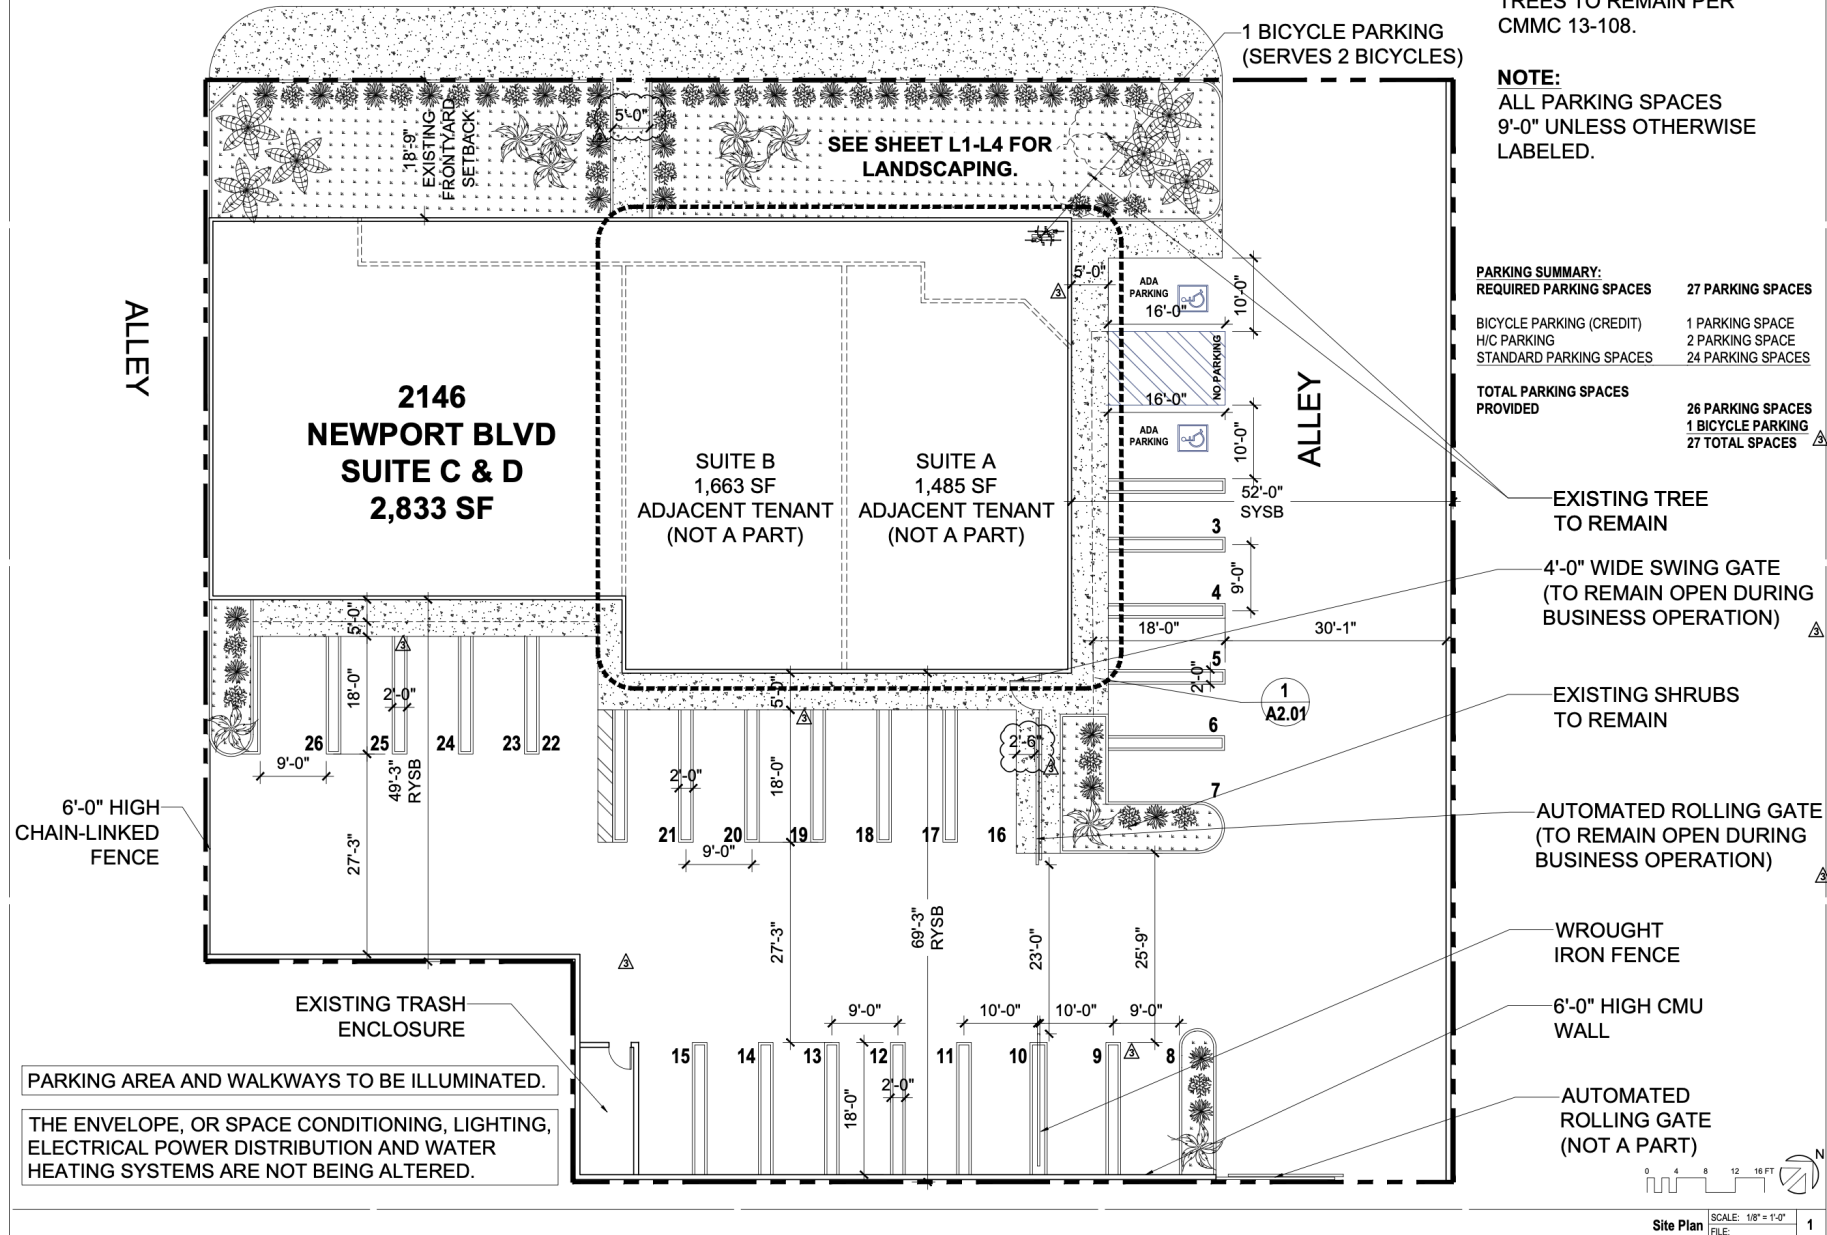 TREES TO REMAIN PER
CMMC 13-108.
NOTE:
ALL PARKING SPACES
9'-0" UNLESS OTHERWISE
LABELED.
1 BICYCLE PARKING
(SERVES 2 BICYCLES)
18'-9"
EXISTING
FRONTYARD
SETBACK
5'-0"
SEE SHEET L1-L4 FOR
LANDSCAPING.
PARKING SUMMARY:
REQUIRED PARKING SPACES 27 PARKING SPACES
BICYCLE PARKING (CREDIT) 1 PARKING SPACE
H/C PARKING 2 PARKING SPACE
STANDARD PARKING SPACES 24 PARKING SPACES
TOTAL PARKING SPACES
PROVIDED 26 PARKING SPACES
1 BICYCLE PARKING
27 TOTAL SPACES
3
ALLEY
2146
NEWPORT BLVD
SUITE C & D
2,833 SF
SUITE B
1,663 SF
ADJACENT TENANT
(NOT A PART)
SUITE A
1,485 SF
ADJACENT TENANT
(NOT A PART)
5'-0"
3
ADA
PARKING
16'-0"
10'-0"
NO PARKING
16'-0"
ADA
PARKING
10'-0"
ALLEY
52'-0"
SYSB
3
9'-0"
4
18'-0"
30'-1"
5
2'-0"
6
7
1
A2.01
EXISTING TREE
TO REMAIN
4'-0" WIDE SWING GATE
(TO REMAIN OPEN DURING
BUSINESS OPERATION)
3
EXISTING SHRUBS
TO REMAIN
AUTOMATED ROLLING GATE
(TO REMAIN OPEN DURING
BUSINESS OPERATION)
3
WROUGHT
IRON FENCE
6'-0" HIGH CMU
WALL
AUTOMATED
ROLLING GATE
(NOT A PART)
5'-0"
3
18'-0"
2'-0"
26 25 24 23 22
9'-0"
49'-3"
RYSB
27'-3"
6'-0" HIGH
CHAIN-LINKED
FENCE
5'-0"
3
2'-0"
18'-0"
2'-6"
3
21 20 19 18 17 16
9'-0"
27'-3"
69'-3"
RYSB
23'-0"
25'-9"
3
9'-0" 10'-0" 10'-0" 9'-0"
15 14 13 12 11 10 9 3 8
2'-0"
18'-0"
EXISTING TRASH
ENCLOSURE
PARKING AREA AND WALKWAYS TO BE ILLUMINATED.
THE ENVELOPE, OR SPACE CONDITIONING, LIGHTING,
ELECTRICAL POWER DISTRIBUTION AND WATER
HEATING SYSTEMS ARE NOT BEING ALTERED.
0 4 8 12 16 FT
N
Site Plan
SCALE: 1/8" = 1'-0"
FILE:
1